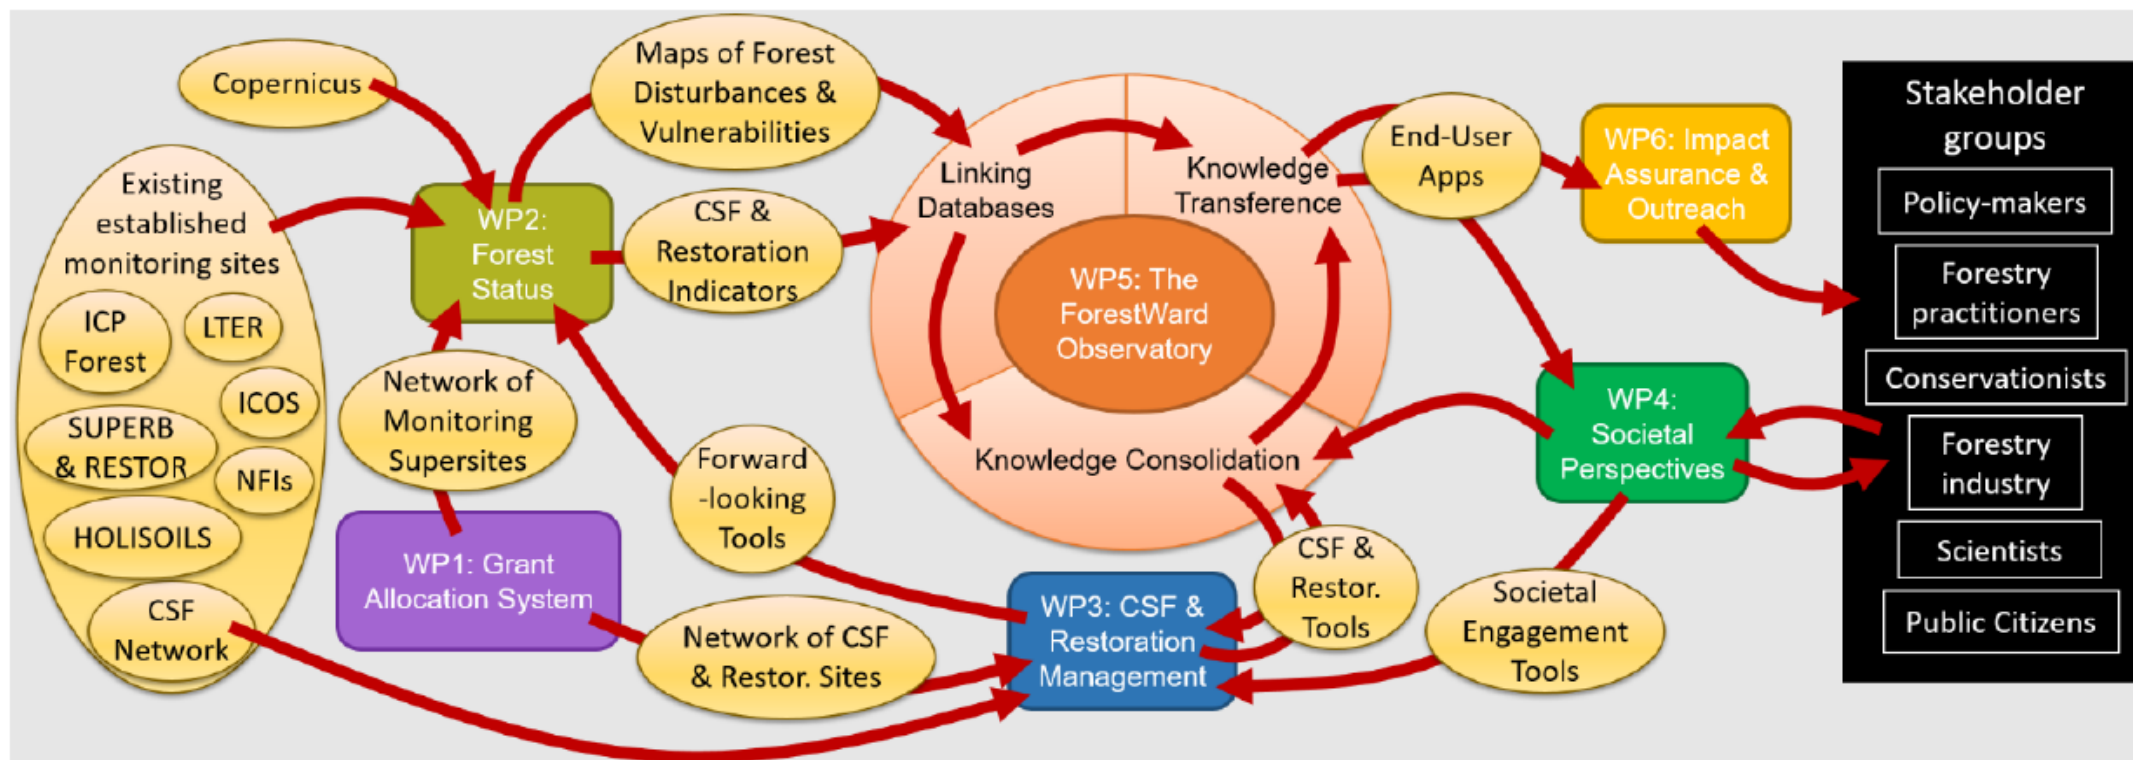 Copernicus
Maps of Forest
Disturbances &
Vulnerabilities
Existing
established
monitoring sites
ICP
Forest
LTER
ICOS
SUPERB
& RESTOR
NFIs
HOLISOILS
CSF
Network
WP2:
Forest
Status
CSF &
Restoration
Indicators
Network of
Monitoring
Supersites
WP1: Grant
Allocation System
Forward
-looking
Tools
Network of CSF
& Restor. Sites
Linking
Databases
Knowledge
Transference
WP5: The
ForestWard
Observatory
Knowledge Consolidation
WP3: CSF &
Restoration
Management
CSF &
Restor.
Tools
End-User
Apps
WP6: Impact
Assurance &
Outreach
WP4:
Societal
Perspectives
Societal
Engagement
Tools
Stakeholder
groups
Policy-makers
Forestry
practitioners
Conservationists
Forestry
industry
Scientists
Public Citizens